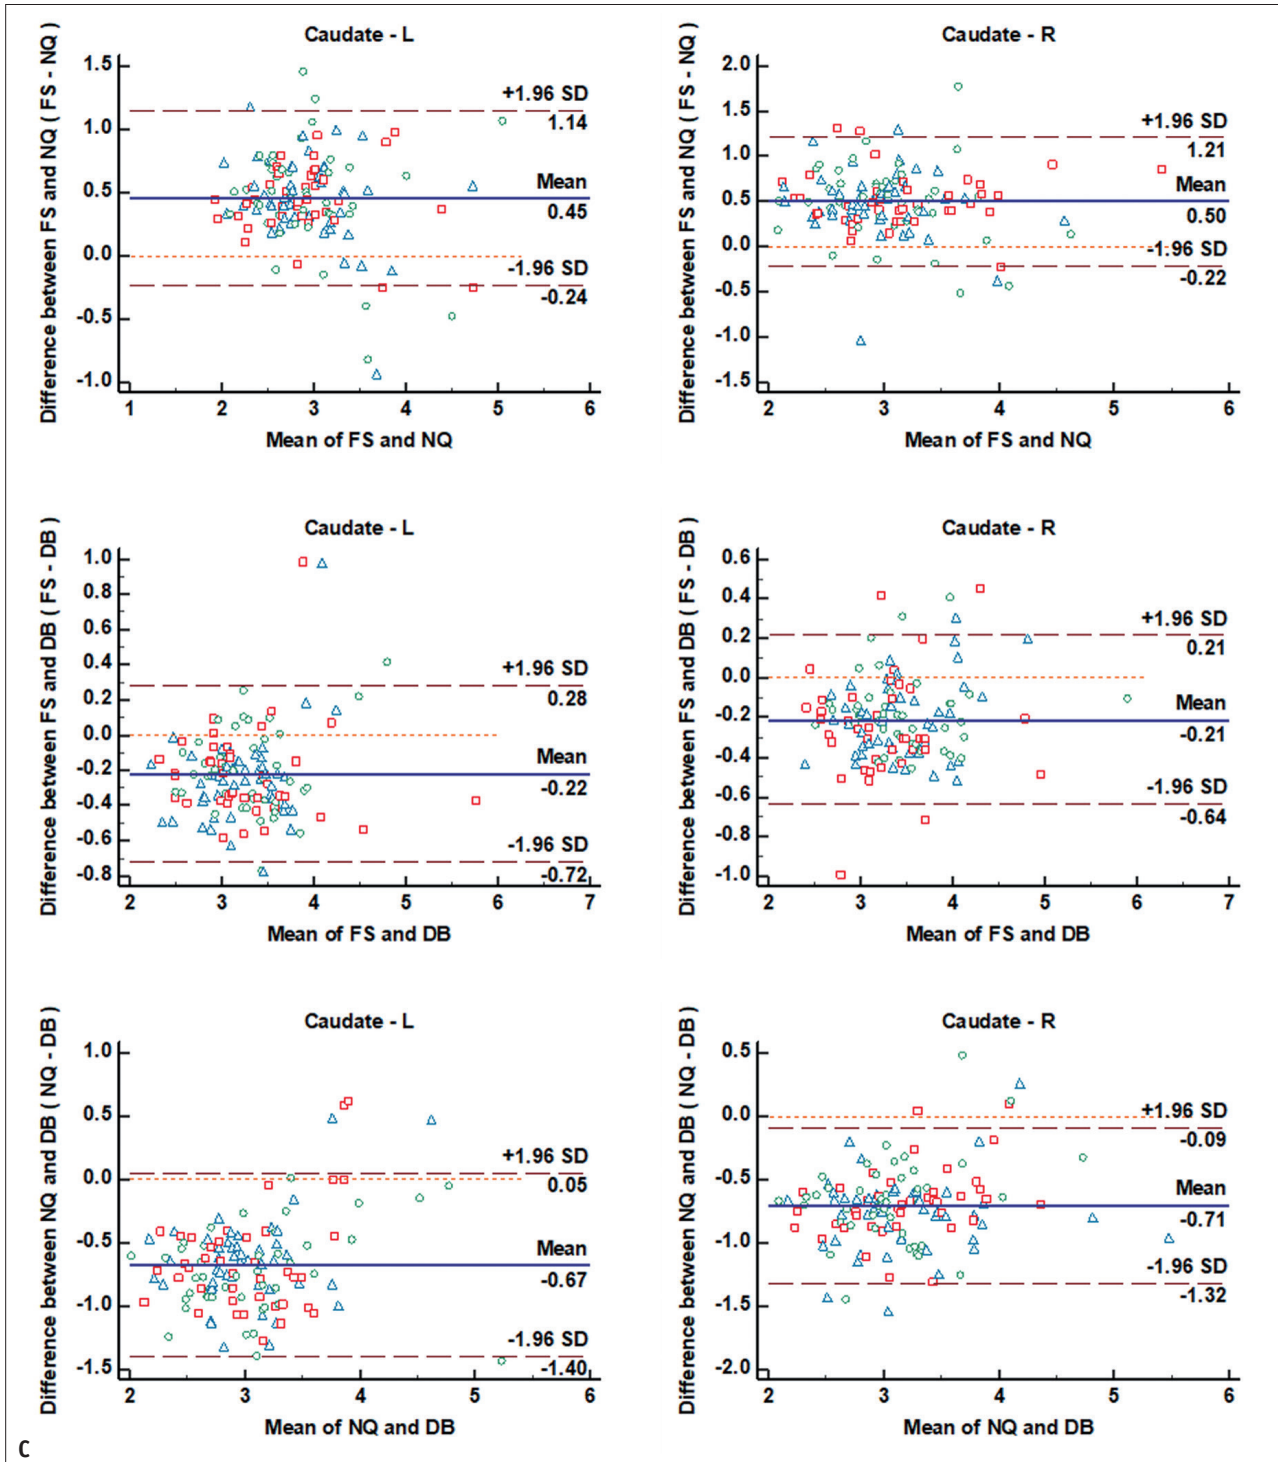 Caudate - L
Difference between FS and NQ ( FS - NQ )
1.5
1.0
0.5
0.0
-0.5
-1.0
+1.96 SD
1.14
Mean
0.45
-1.96 SD
-0.24
1 2 3 4 5 6
Mean of FS and NQ
Caudate - R
Difference between FS and NQ ( FS - NQ )
2.0
1.5
1.0
0.5
0.0
-0.5
-1.0
-1.5
+1.96 SD
1.21
Mean
0.50
-1.96 SD
-0.22
2 3 4 5 6
Mean of FS and NQ
Caudate - L
Difference between FS and DB ( FS - DB )
1.0
0.8
0.6
0.4
0.2
0.0
-0.2
-0.4
-0.6
-0.8
+1.96 SD
0.28
Mean
-0.22
-1.96 SD
-0.72
2 3 4 5 6 7
Mean of FS and DB
Caudate - R
Difference between FS and DB ( FS - DB )
0.6
0.4
0.2
0.0
-0.2
-0.4
-0.6
-0.8
-1.0
+1.96 SD
0.21
Mean
-0.21
-1.96 SD
-0.64
2 3 4 5 6 7
Mean of FS and DB
Caudate - L
Difference between NQ and DB ( NQ - DB )
1.0
0.5
0.0
-0.5
-1.0
-1.5
+1.96 SD
0.05
Mean
-0.67
-1.96 SD
-1.40
2 3 4 5 6
Mean of NQ and DB
Caudate - R
Difference between NQ and DB ( NQ - DB )
0.5
0.0
-0.5
-1.0
-1.5
-2.0
+1.96 SD
-0.09
Mean
-0.71
-1.96 SD
-1.32
2 3 4 5 6
Mean of NQ and DB
C